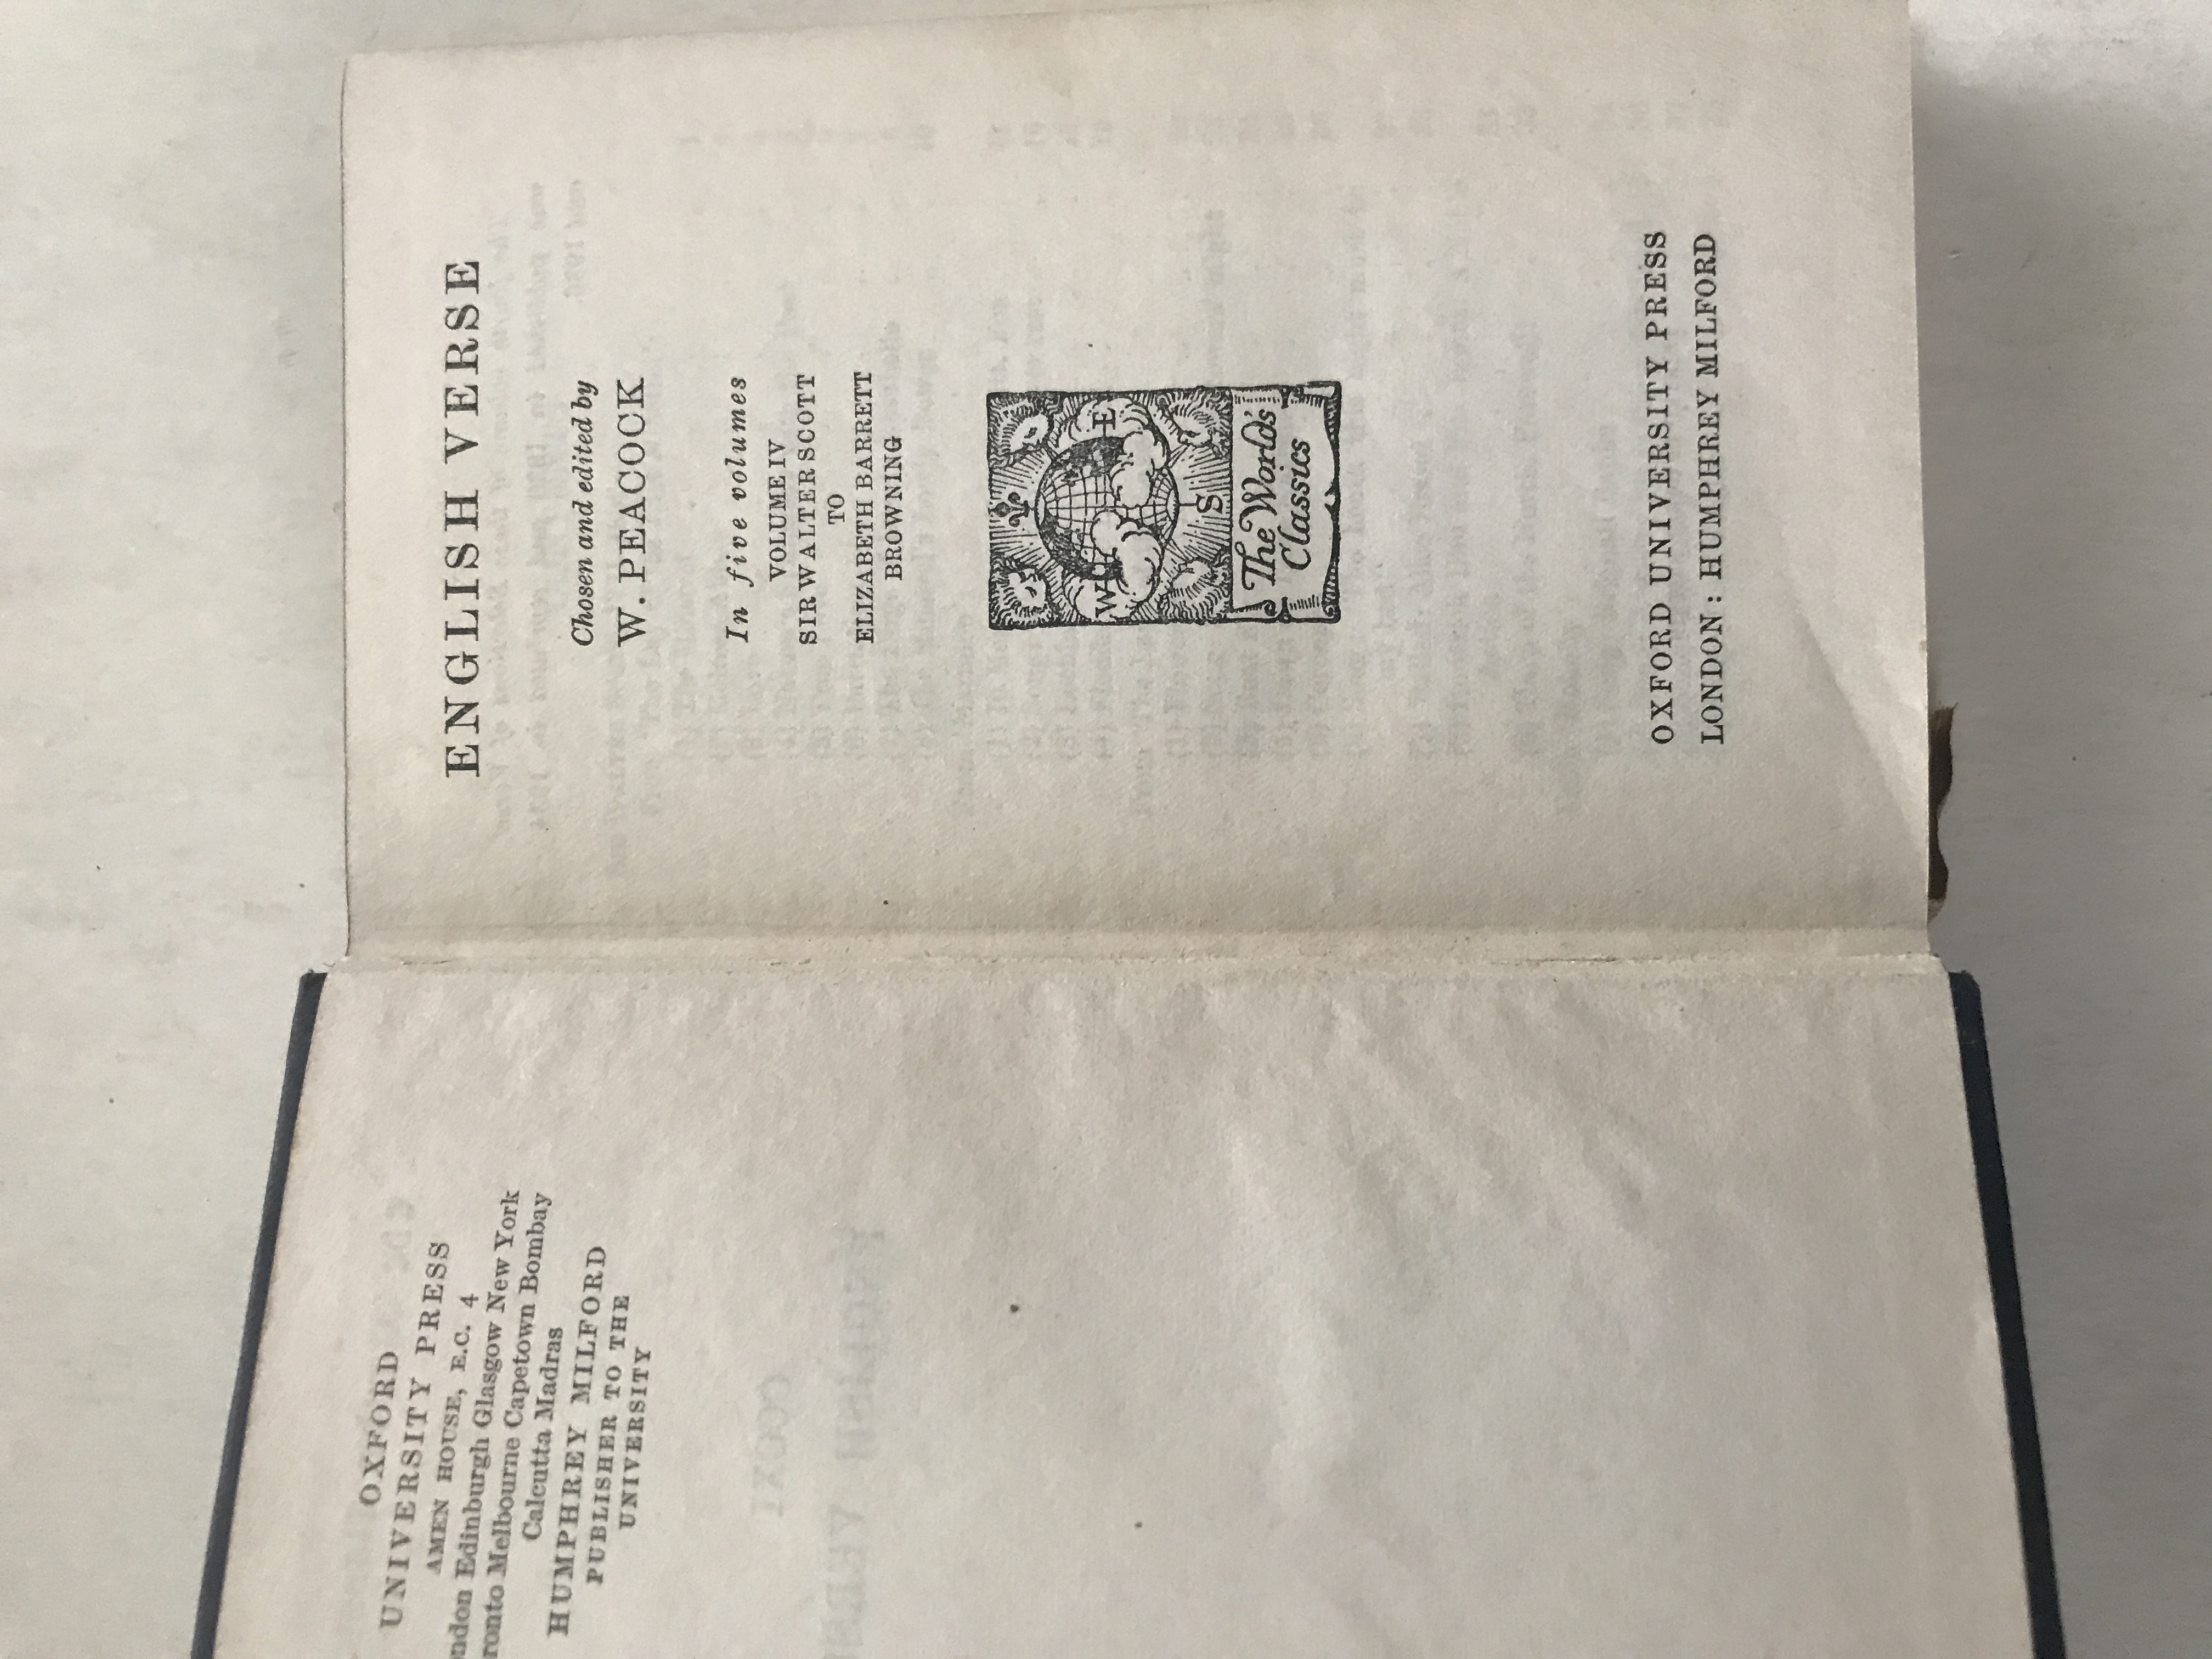 OXFORD
UNIVERSITY PRESS
AMEN HOUSE, E.C. 4
Edinburgh Glasgow New York
Melbourne Capetown Bombay
Calcutta Madras
HUMPHREY MILFORD
PUBLISHER TO THE
UNIVERSITY
ENGLISH VERSE
Chosen and edited by
W. PEACOCK
In five volumes
VOLUME IV
SIR WALTER SCOTT
TO
ELIZABETH BARRETT
BROWNING
W E
S
The World's
Classics
OXFORD UNIVERSITY PRESS
LONDON: HUMPHREY MILFORD